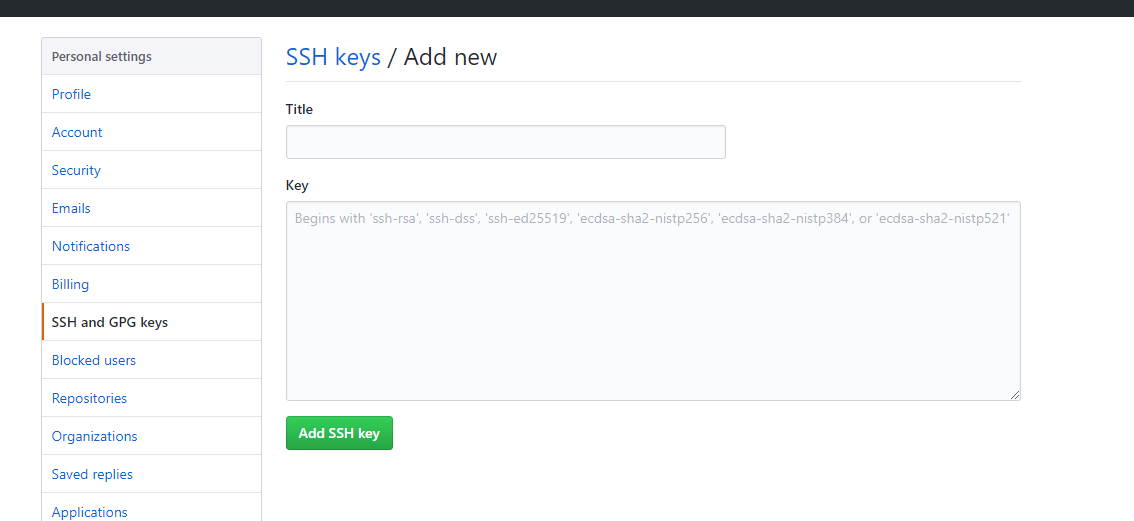 Personal settings
Profile
Account
Security
Emails
Notifications
Billing
SSH and GPG keys
Blocked users
Repositories
Organizations
Saved replies
Applications
SSH keys / Add new
Title
Key
Begins with 'ssh-rsa', 'ssh-dss', 'ssh-ed25519', 'ecdsa-sha2-nistp256', 'ecdsa-sha2-nistp384', or 'ecdsa-sha2-nistp521'
Add SSH key